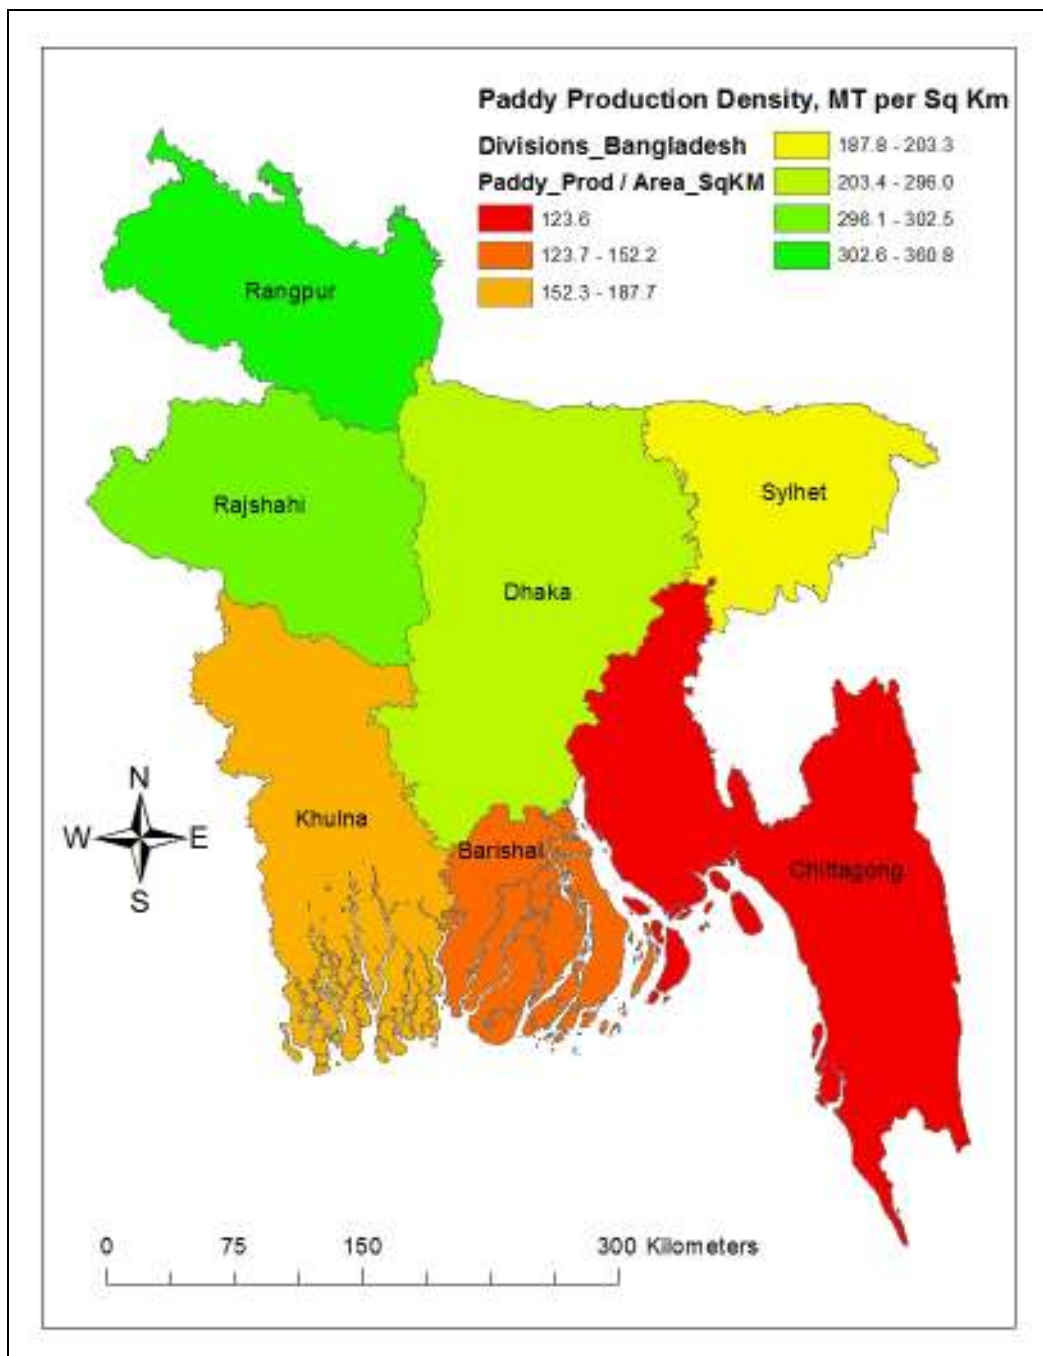 Paddy Production Density, MT per Sq Km
Divisions_Bangladesh
Paddy_Prod / Area_SqKM
123.6
123.7 - 152.2
152.3 - 187.7
187.8 - 203.3
203.4 - 296.0
296.1 - 302.5
302.6 - 360.8
Rangpur
Rajshahi
Sylhet
Dhaka
Khulna
Barishal
Chittagong
N
W E
S
0 75 150 300 Kilometers